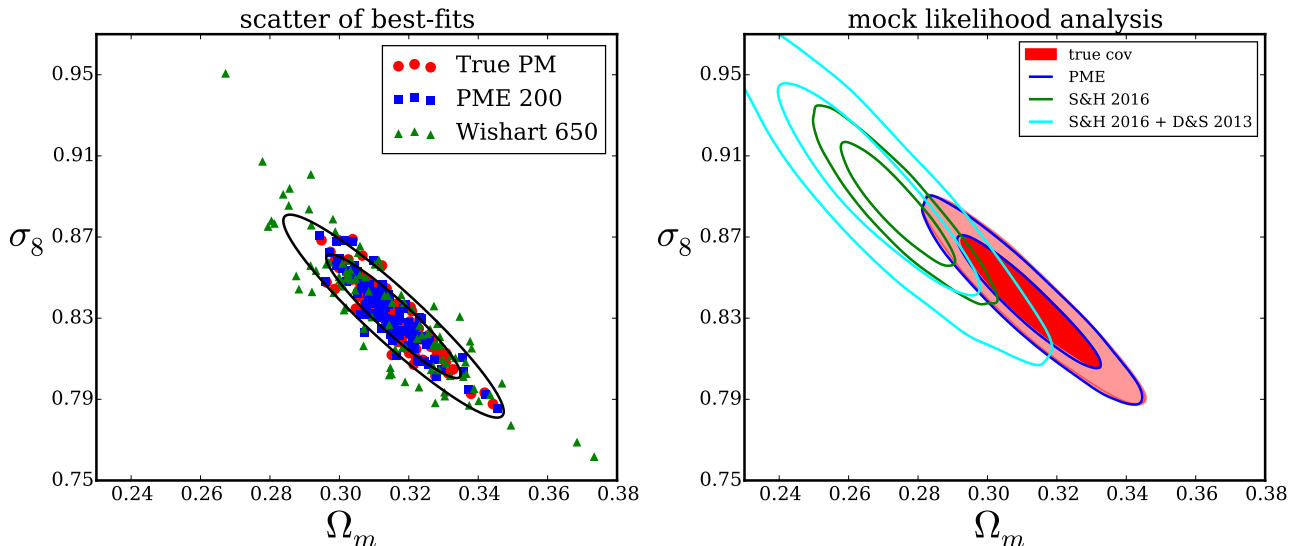 scatter of best-fits
0.95
0.91
0.87
0.83
0.79
0.75
σ8
True PM
PME 200
Wishart 650
0.24 0.26 0.28 0.30 0.32 0.34 0.36 0.38
Ωm
mock likelihood analysis
0.95
0.91
0.87
0.83
0.79
0.75
σ8
true cov
PME
S&H 2016
S&H 2016 + D&S 2013
0.24 0.26 0.28 0.30 0.32 0.34 0.36 0.38
Ωm